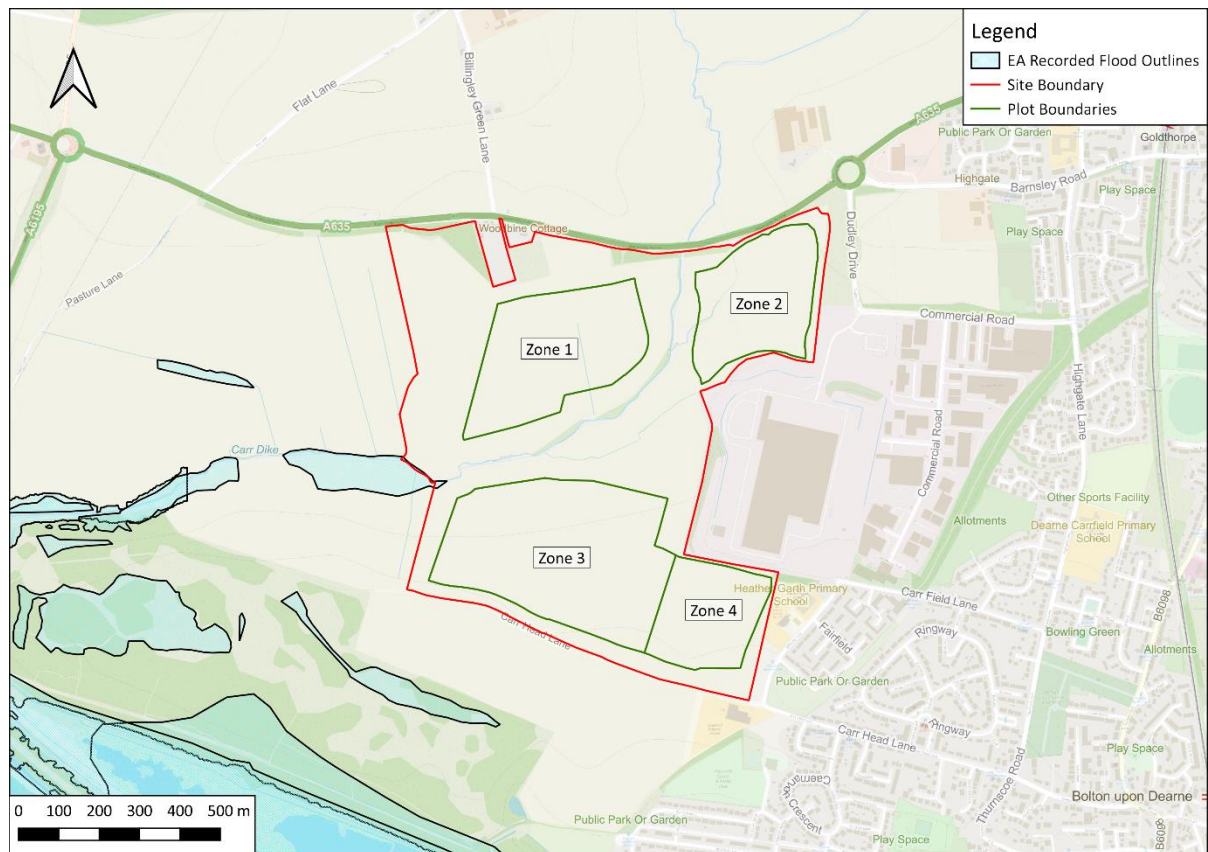 Legend
EA Recorded Flood Outlines
Site Boundary
Plot Boundaries
Flat Lane
Billingley Green Lane
A635
Public Park Or Garden
Goldthorpe
Highgate
Barnsley Road
Play Space
A6195
A635
Woodbine Cottage
Dudley Drive
Play Space
Pasture Lane
Zone 1
Zone 2
Commercial Road
Highgate Lane
Carr Dike
Commercial Road
Other Sports Facility
Allotments
Dearne Carrfield Primary
School
Zone 3
Zone 4
Heather Garth Primary
School
Carr Field Lane
B6098
Carr Head Lane
Fairfield
Ringway
Bowling Green
Allotments
Public Park Or Garden
Ringway
Carr Head Lane
Play Space
Crescent
Thurnscoe Road
Bolton upon Dearne
0 100 200 300 400 500 m
Public Park Or Garden
Play Space
B6098